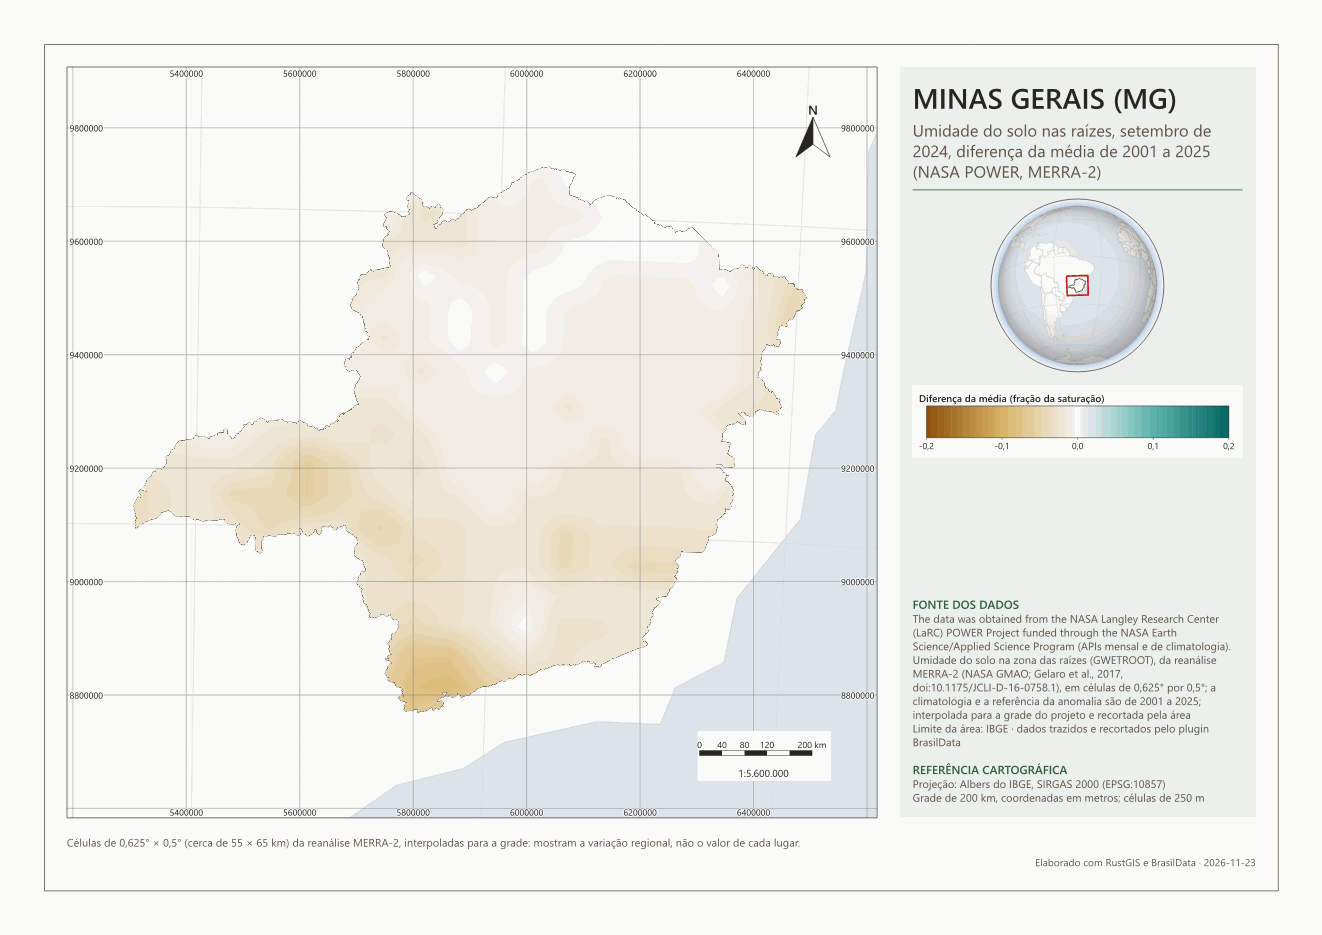 5400000 5600000 5800000 6000000 6200000 6400000
N
9800000 9800000
9600000 9600000
9400000 9400000
9200000 9200000
9000000 9000000
8800000 8800000
0 40 80 120 200 km
1:5.600.000
5400000 5600000 5800000 6000000 6200000 6400000
Células de 0,625° × 0,5° (cerca de 55 × 65 km) da reanálise MERRA-2, interpoladas para a grade: mostram a variação regional, não o valor de cada lugar.
MINAS GERAIS (MG)
Umidade do solo nas raízes, setembro de
2024, diferença da média de 2001 a 2025
(NASA POWER, MERRA-2)
Diferença da média (fração da saturação)
-0,2 -0,1 0,0 0,1 0,2
FONTE DOS DADOS
The data was obtained from the NASA Langley Research Center
(LaRC) POWER Project funded through the NASA Earth
Science/Applied Science Program (APIs mensal e de climatologia).
Umidade do solo na zona das raízes (GWETROOT), da reanálise
MERRA-2 (NASA GMAO; Gelaro et al., 2017,
doi:10.1175/JCLI-D-16-0758.1), em células de 0,625° por 0,5°; a
climatologia e a referência da anomalia são de 2001 a 2025;
interpolada para a grade do projeto e recortada pela área
Limite da área: IBGE · dados trazidos e recortados pelo plugin
BrasilData
REFERÊNCIA CARTOGRÁFICA
Projeção: Albers do IBGE, SIRGAS 2000 (EPSG:10857)
Grade de 200 km, coordenadas em metros; células de 250 m
Elaborado com RustGIS e BrasilData · 2026-11-23